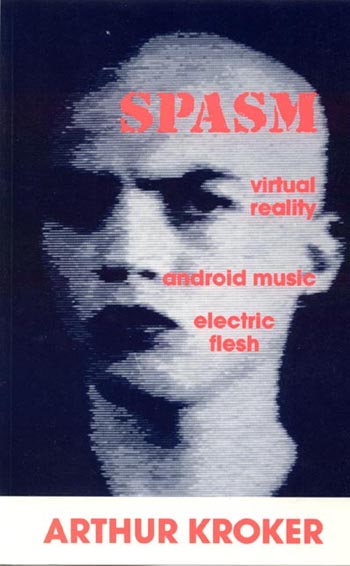 SPASM
virtual
reality
android music
electric
flesh
ARTHUR KROKER